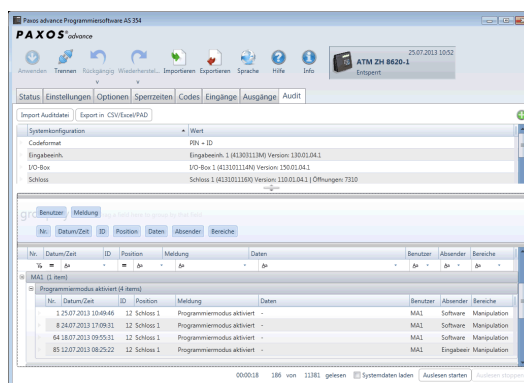 Paxos advance Programmiersoftware AS 354
PAXOS® advance
Anwenden Trennen Rückgängig Wiederherstel... Importieren Exportieren Sprache Hilfe Info
25.07.2013 10:52
ATM ZH 8620-1
Entsperrt
Status Einstellungen Optionen Sperrzeiten Codes Eingänge Ausgänge Audit
Import Auditdatei Export in CSV/Excel/PAD
Systemkonfiguration Wert
Codeformat PIN + ID
Eingabeeinh. Eingabeeinh. 1 (41303113M) Version: 130.01.04.1
I/O-Box I/O-Box 1 (413101114N) Version: 150.01.04.1
Schloss Schloss 1 (413101116X) Version: 110.01.04.1 | Öffnungen: 7310
Benutzer Meldung
Nr. Datum/Zeit ID Position Daten Absender Bereiche
Nr. Datum/Zeit ID Position Meldung Daten Benutzer Absender Bereiche
MA1 (1 item)
Programmiermodus aktiviert (4 items)
Nr. Datum/Zeit ID Position Meldung Daten Benutzer Absender Bereiche
1 25.07.2013 10:49:46 12 Schloss 1 Programmiermodus aktiviert - MA1 Software Manipulation
8 24.07.2013 17:09:31 12 Schloss 1 Programmiermodus aktiviert - MA1 Software Manipulation
64 18.07.2013 09:55:31 12 Schloss 1 Programmiermodus aktiviert - MA1 Software Manipulation
85 12.07.2013 08:25:22 12 Schloss 1 Programmiermodus aktiviert - MA1 Eingabeeir Manipulation
00:00:18 186 von 11381 gelesen Systemdaten laden Auslesen starten Auslesen stoppen